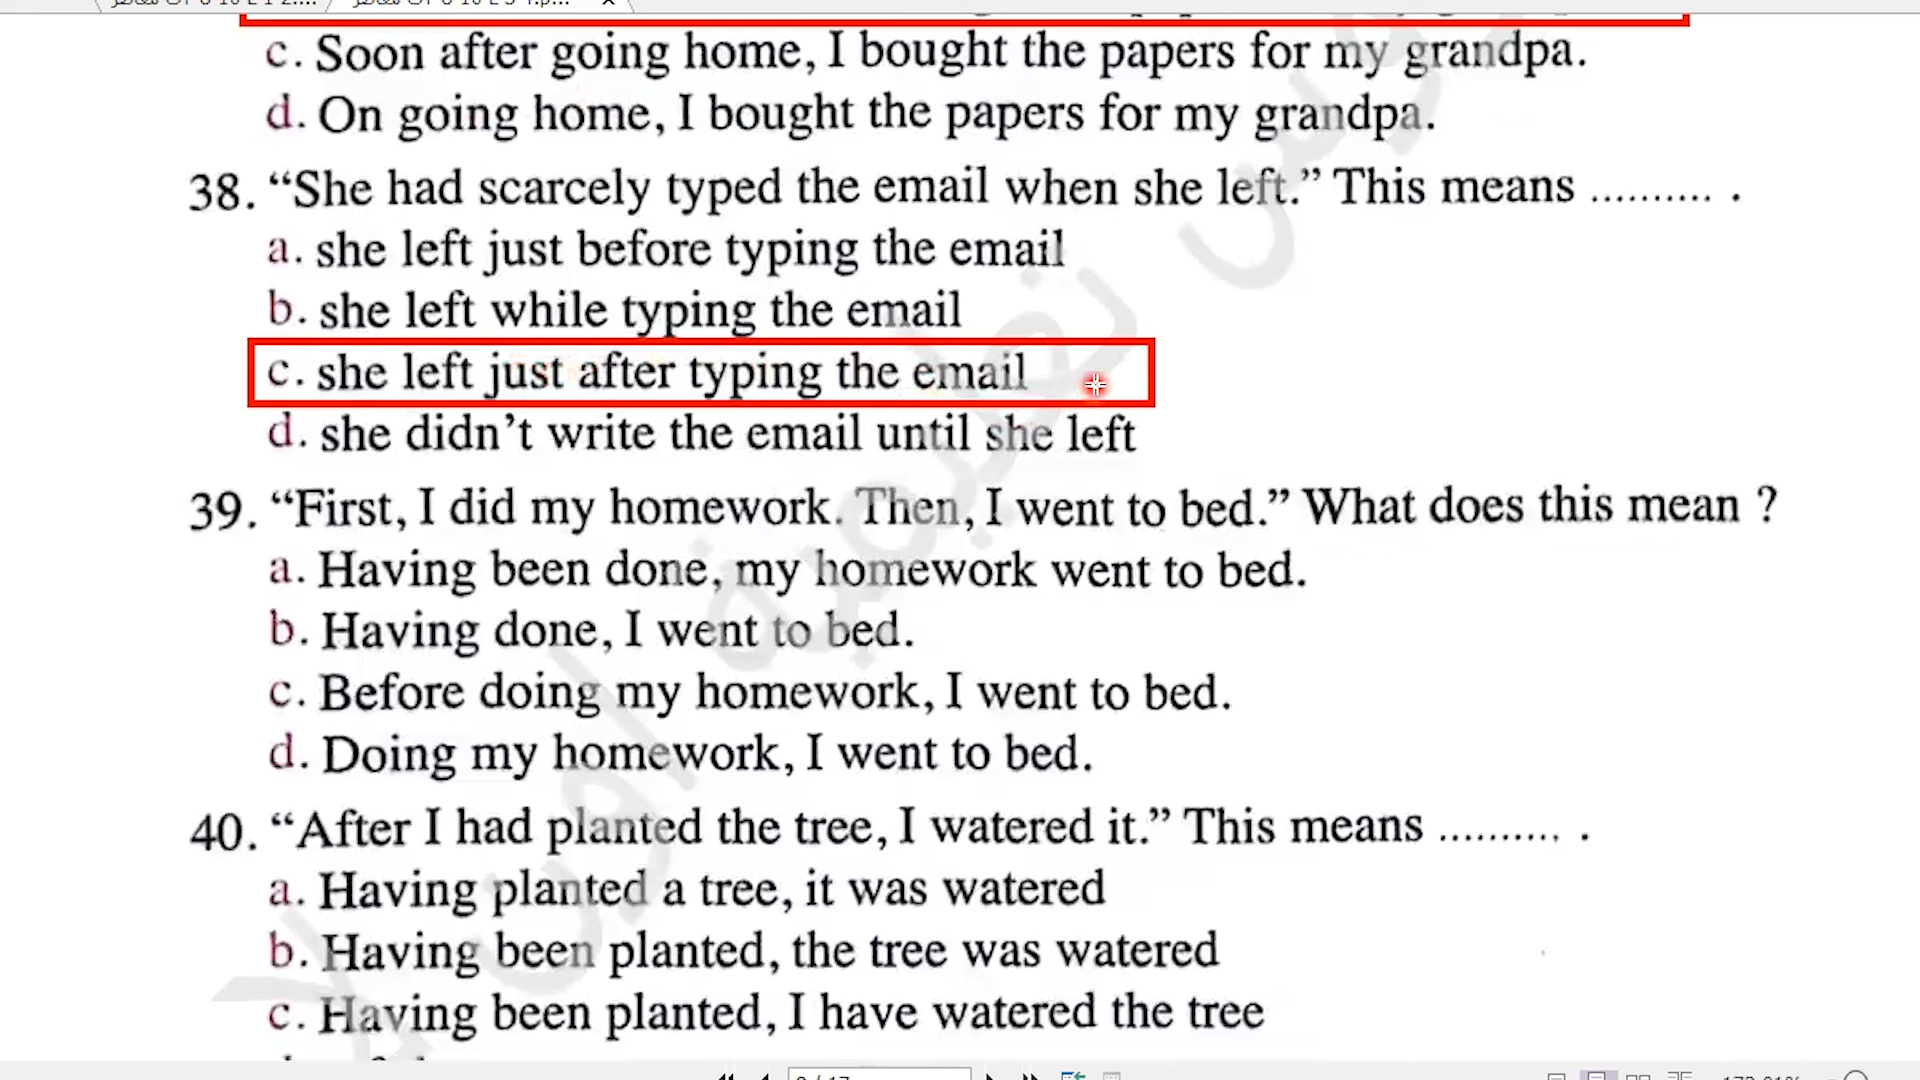 c. Soon after going home, I bought the papers for my grandpa.
d. On going home, I bought the papers for my grandpa.
38. “She had scarcely typed the email when she left.” This means .......... .
a. she left just before typing the email
b. she left while typing the email
c. she left just after typing the email
d. she didn’t write the email until she left
39. “First, I did my homework. Then, I went to bed.” What does this mean ?
a. Having been done, my homework went to bed.
b. Having done, I went to bed.
c. Before doing my homework, I went to bed.
d. Doing my homework, I went to bed.
40. “After I had planted the tree, I watered it.” This means .......... .
a. Having planted a tree, it was watered
b. Having been planted, the tree was watered
c. Having been planted, I have watered the tree